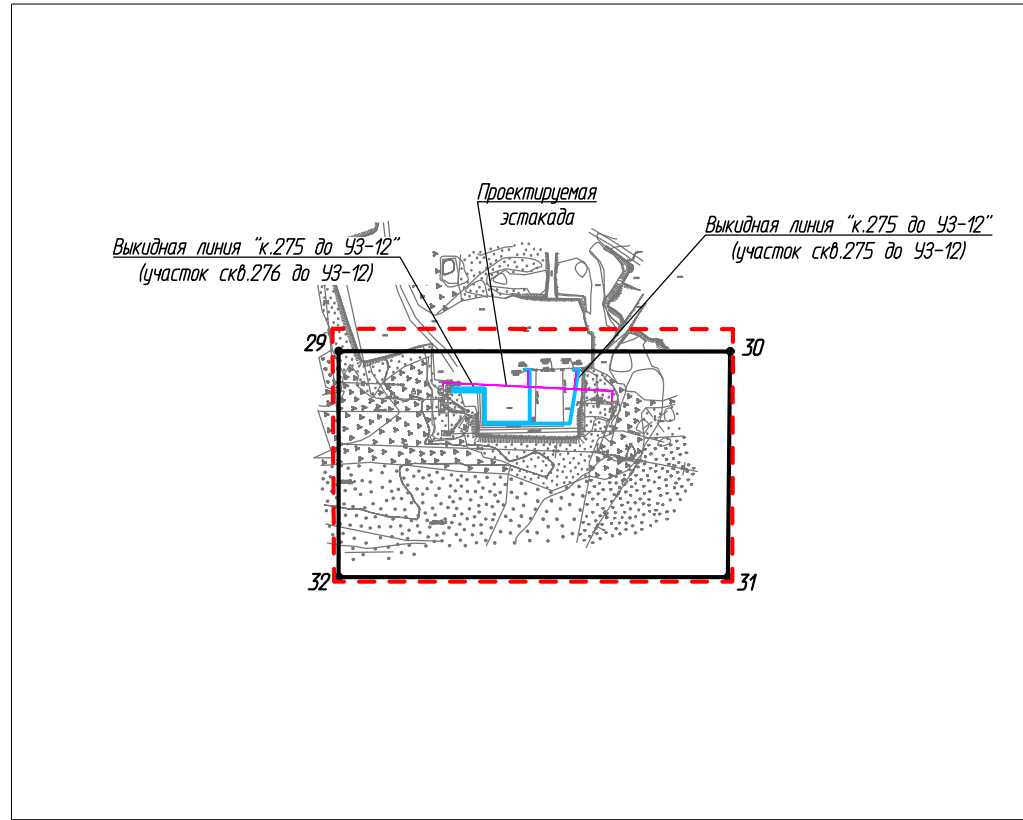 Проектируемая
эстакада
Выкидная линия "к.275 до УЗ-12"
(участок скв.276 до УЗ-12)
Выкидная линия "к.275 до УЗ-12"
(участок скв.275 до УЗ-12)
29
30
32
31